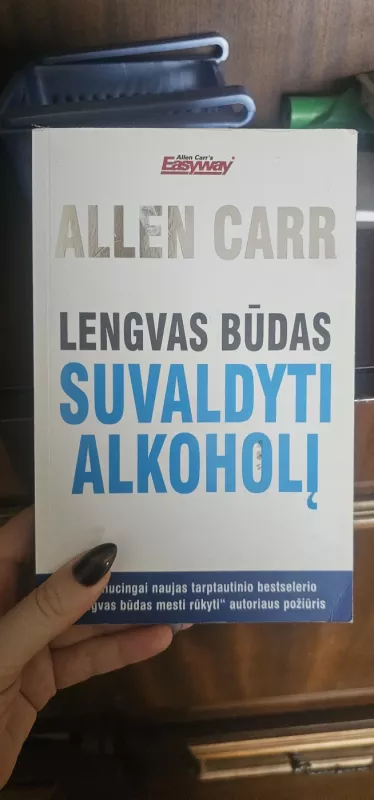 Allen Carr's
Easyway
ALLEN CARR
LENGVAS BŪDAS
SUVALDYTI
ALKOHOLĮ
naujas tarptautinio bestselerio
būdas mesti rūkyti" autoriaus požiūris